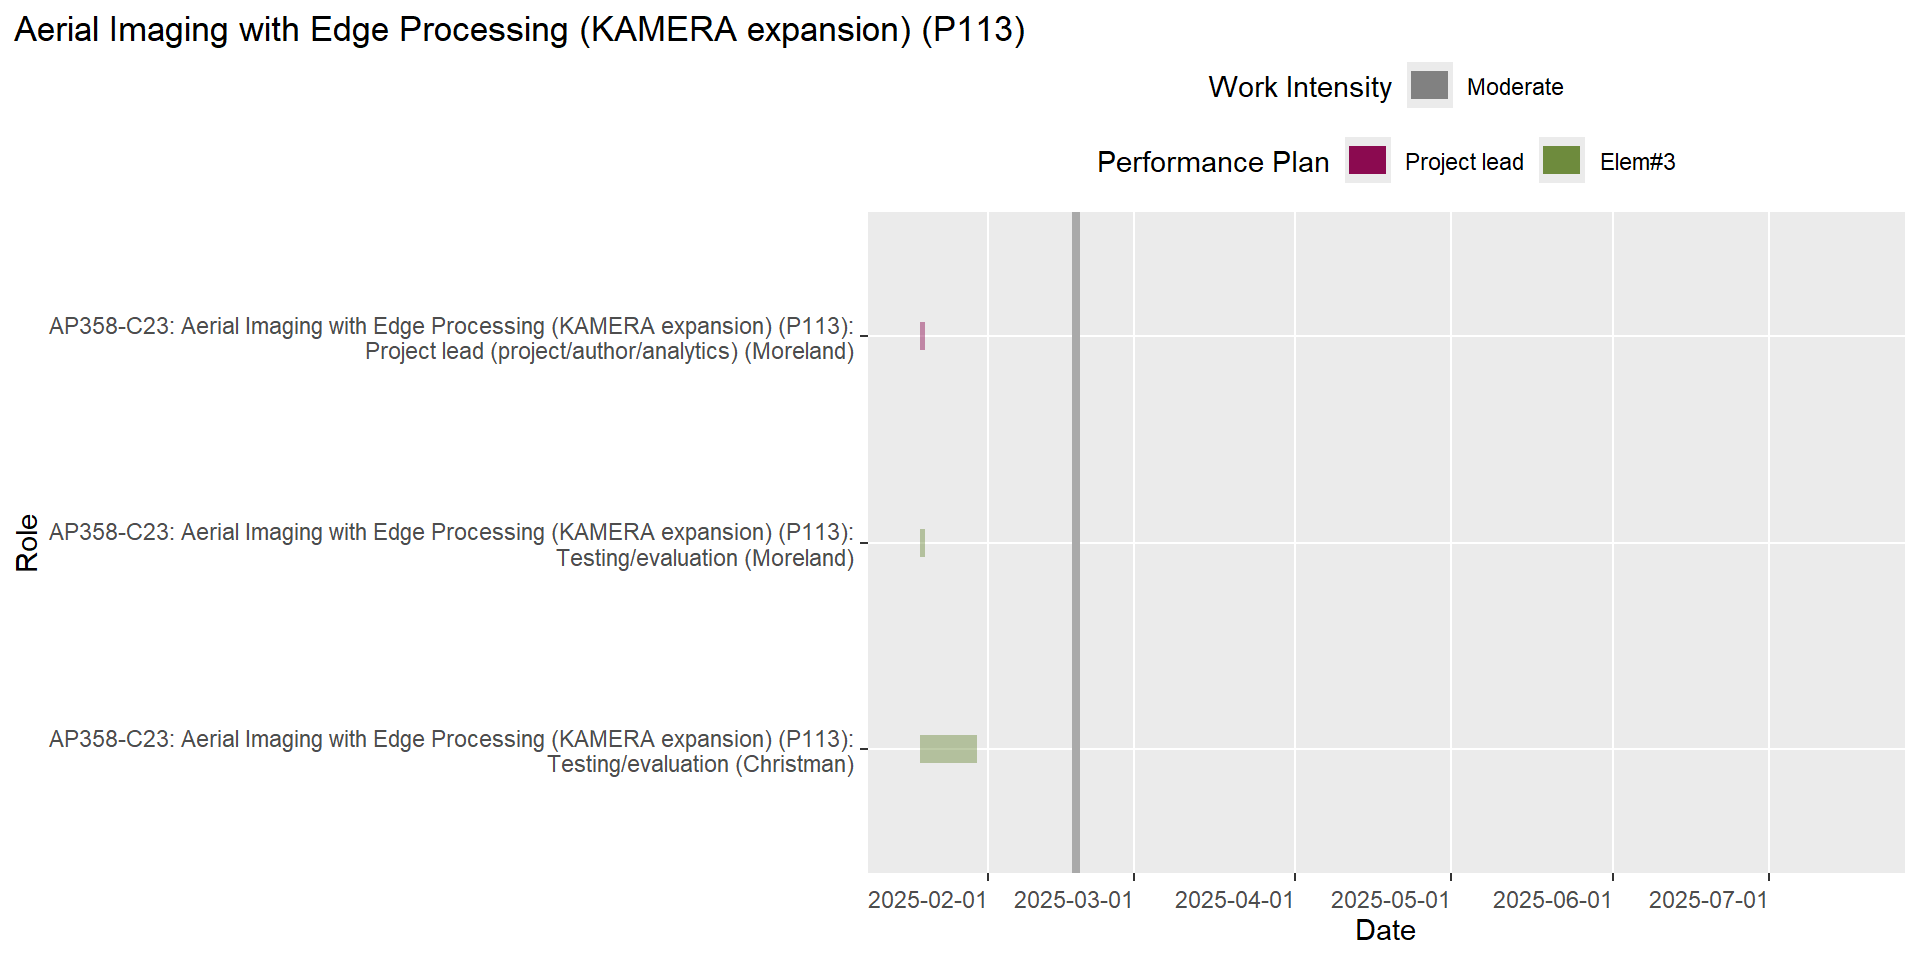 Aerial Imaging with Edge Processing (KAMERA expansion) (P113)
Work Intensity Moderate
Performance Plan Project lead Elem#3
AP358-C23: Aerial Imaging with Edge Processing (KAMERA expansion) (P113):
Project lead (project/author/analytics) (Moreland)
Role
AP358-C23: Aerial Imaging with Edge Processing (KAMERA expansion) (P113):
Testing/evaluation (Moreland)
AP358-C23: Aerial Imaging with Edge Processing (KAMERA expansion) (P113):
Testing/evaluation (Christman)
2025-02-01 2025-03-01 2025-04-01 2025-05-01 2025-06-01 2025-07-01
Date